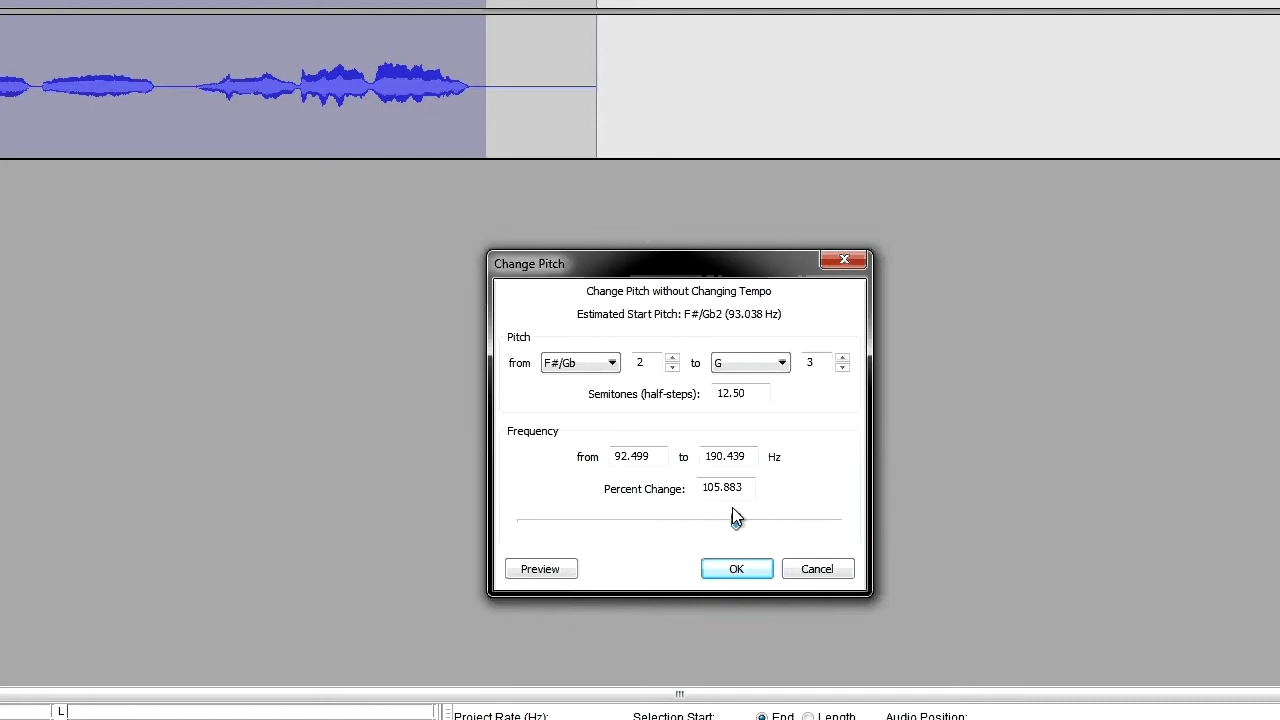 Change Pitch
Change Pitch without Changing Tempo
Estimated Start Pitch: F#/Gb2 (93.038 Hz)
Pitch
from F#/Gb 2 to G 3
Semitones (half-steps): 12.50
Frequency
from 92.499 to 190.439 Hz
Percent Change: 105.883
Preview OK Cancel
L
Project Rate (Hz): Selection Start: End Length Audio Position: